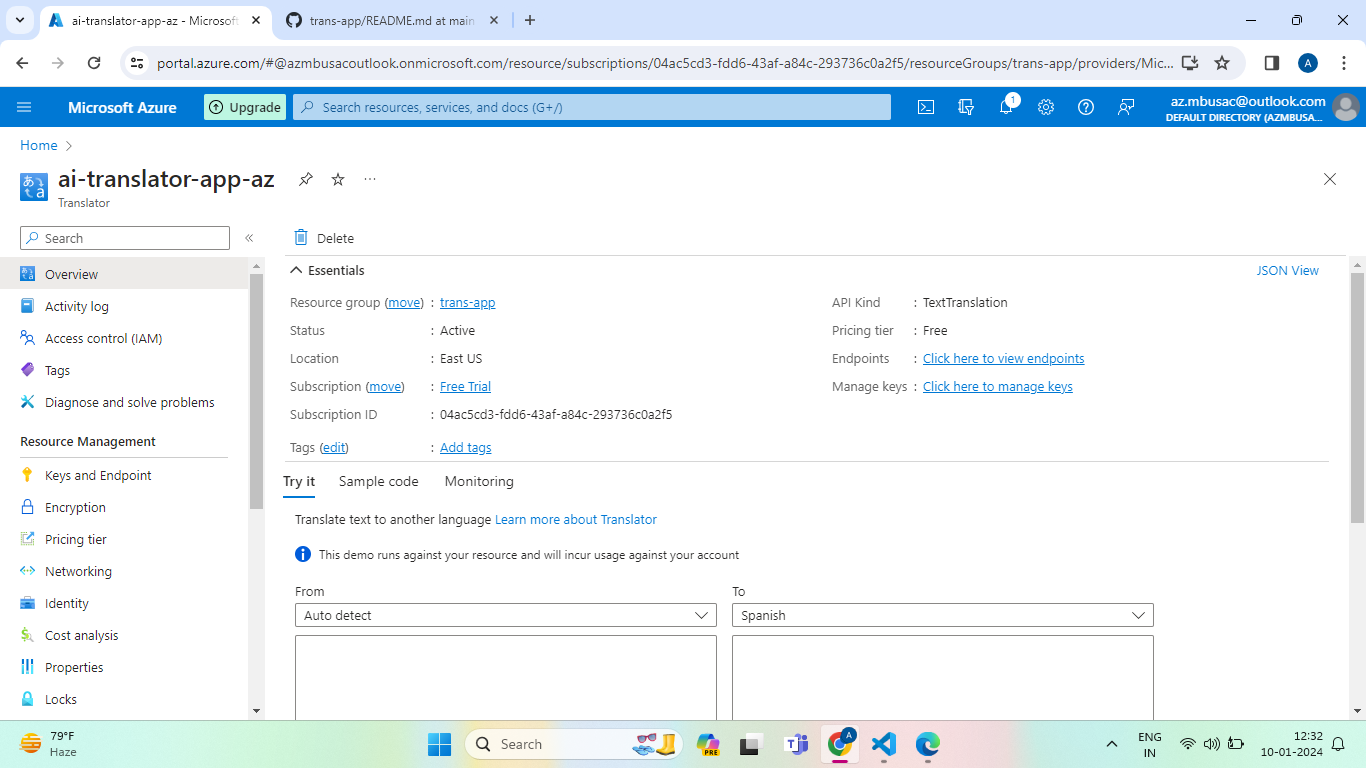 ai-translator-app-az - Microsoft
trans-app/README.md at main
portal.azure.com/#@azmbusacoutlook.onmicrosoft.com/resource/subscriptions/04ac5cd3-fdd6-43af-a84c-293736c0a2f5/resourceGroups/trans-app/providers/Mic...
A
Microsoft Azure
Upgrade
Search resources, services, and docs (G+/)
1
az.mbusac@outlook.com
DEFAULT DIRECTORY (AZMBUSA...
Home
ai-translator-app-az
Translator
Search
Delete
Overview
Activity log
Access control (IAM)
Tags
Diagnose and solve problems
Resource Management
Keys and Endpoint
Encryption
Pricing tier
Networking
Identity
Cost analysis
Properties
Locks
Essentials
JSON View
Resource group (move) : trans-app
Status : Active
Location : East US
Subscription (move) : Free Trial
Subscription ID : 04ac5cd3-fdd6-43af-a84c-293736c0a2f5
Tags (edit) : Add tags
API Kind : TextTranslation
Pricing tier : Free
Endpoints : Click here to view endpoints
Manage keys : Click here to manage keys
Try it Sample code Monitoring
Translate text to another language Learn more about Translator
This demo runs against your resource and will incur usage against your account
From
Auto detect
To
Spanish
79°F
Haze
Search
PRE
A
ENG
IN
12:32
10-01-2024